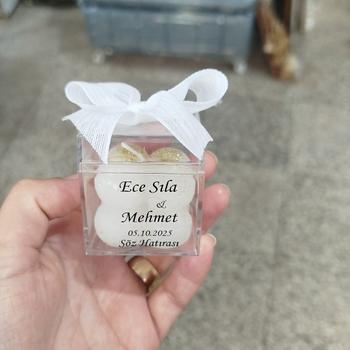 Ece Sıla
&
Mehmet
05.10.2025
Söz Hatırası